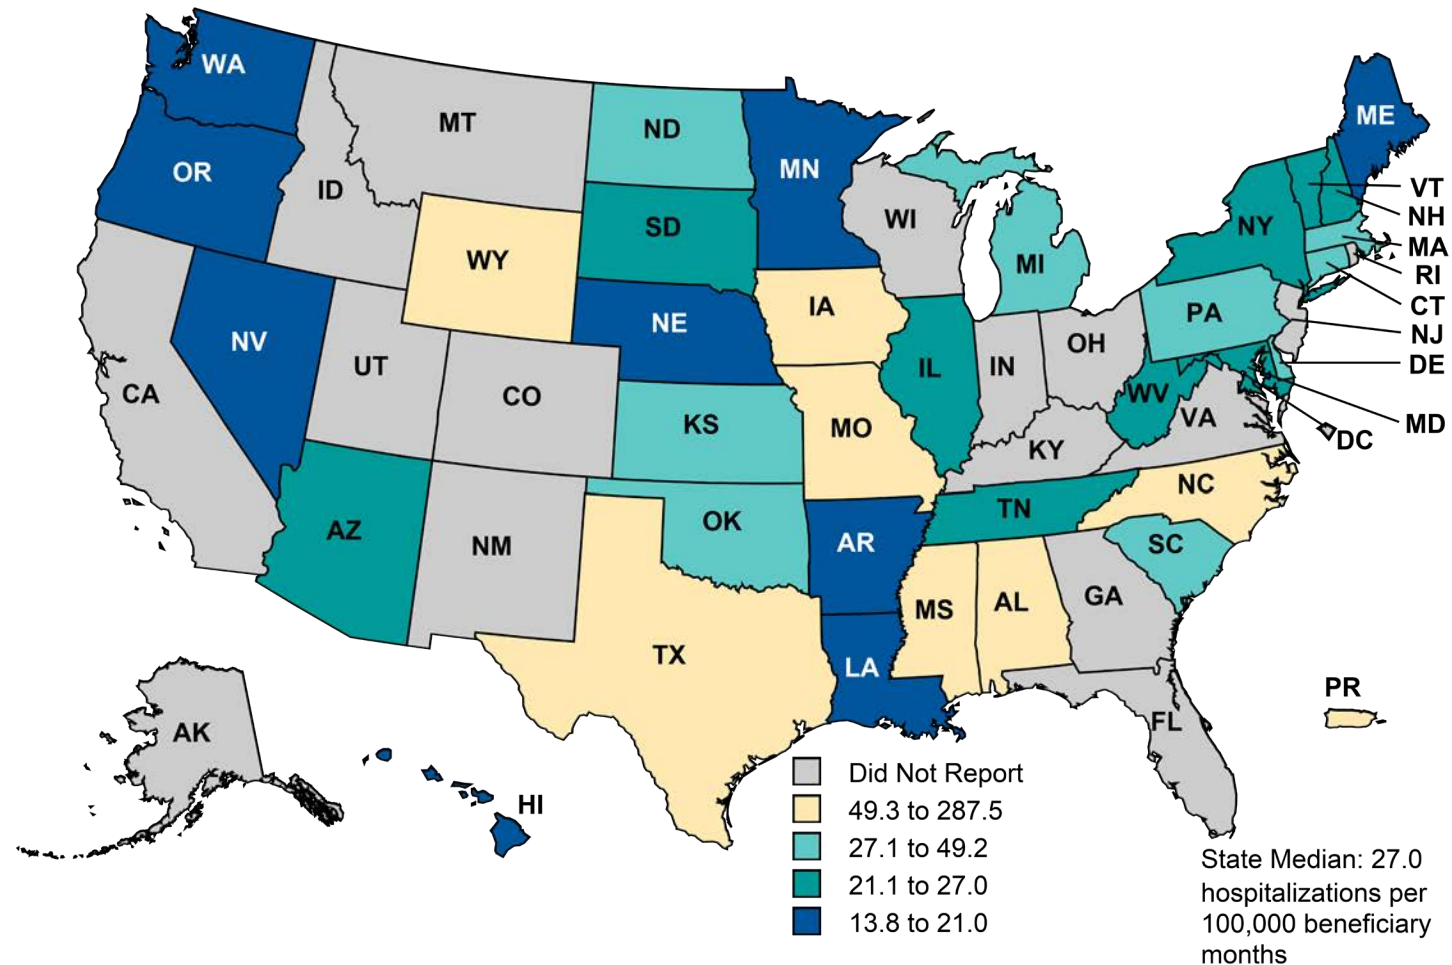 WA
ME
MT
ND
MN
OR
ID
VT
WI
NH
SD
NY
MA
WY
MI
RI
IA
PA
CT
NE
NJ
NV
OH
UT
IL
IN
DE
CO
WV
CA
KS
MO
VA
MD
KY
DC
NC
TN
AZ
OK
NM
AR
SC
MS
AL
GA
TX
LA
PR
FL
AK
HI
Did Not Report
49.3 to 287.5
27.1 to 49.2
21.1 to 27.0
13.8 to 21.0
State Median: 27.0
hospitalizations per
100,000 beneficiary
months